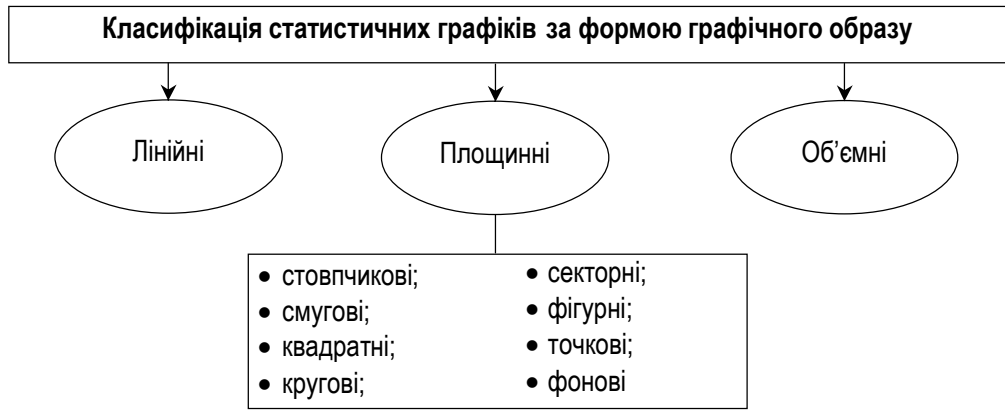 Класифікація статистичних графіків за формою графічного образу
Лінійні
Площинні
Об’ємні
• стовпчикові;
• смугові;
• квадратні;
• кругові;
• секторні;
• фігурні;
• точкові;
• фонові